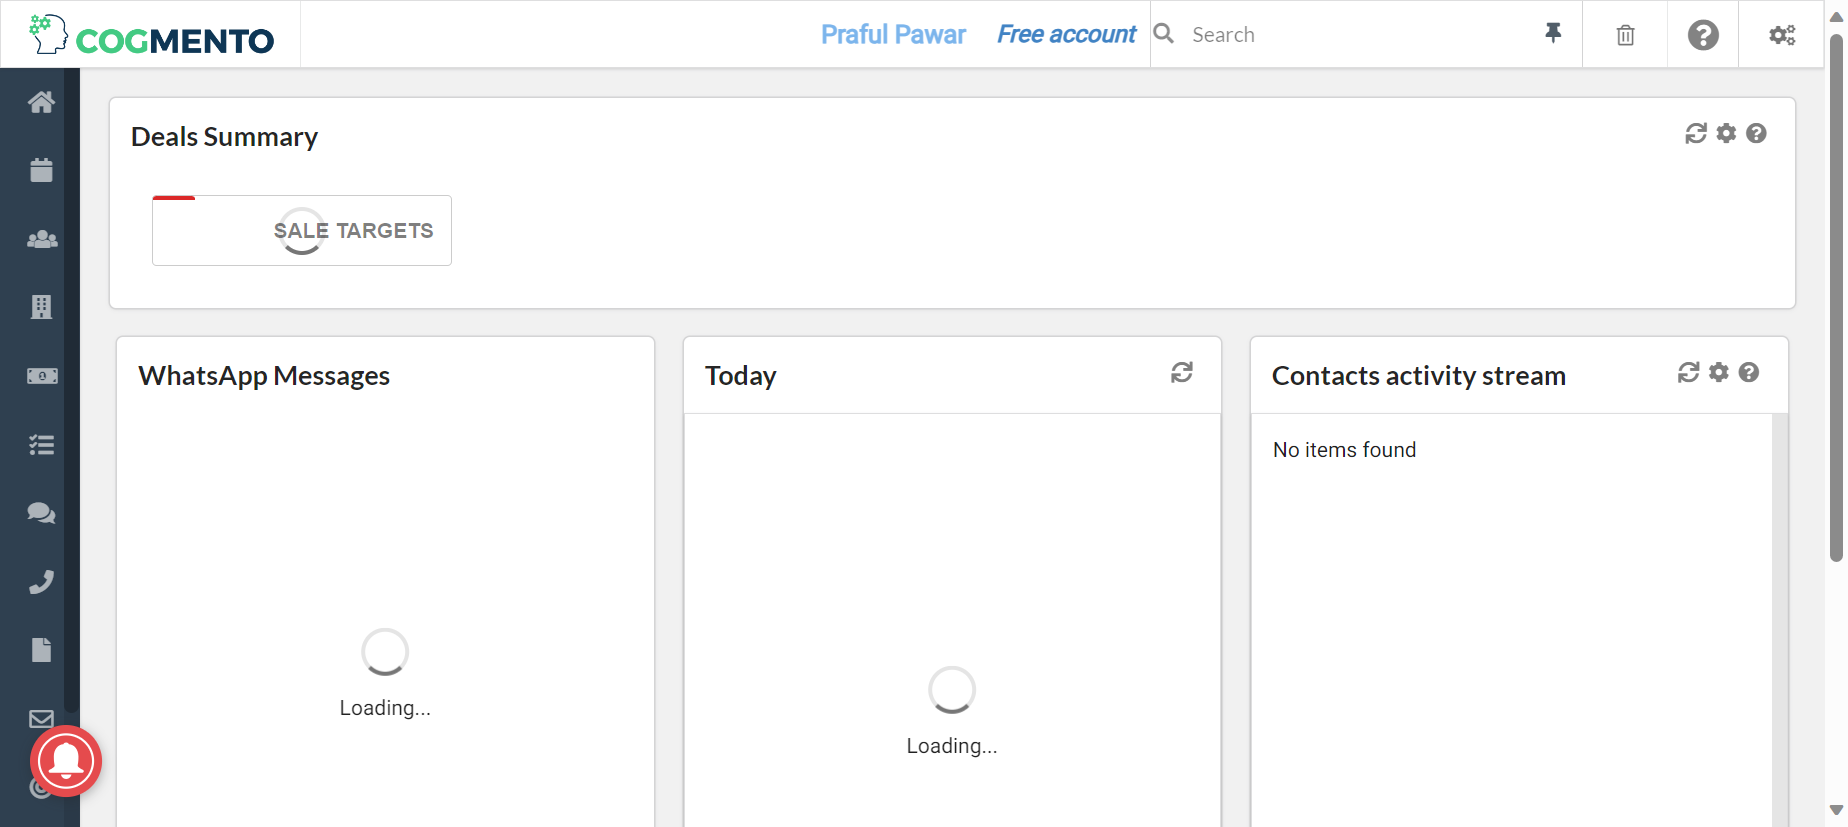 COGMENTO
Praful Pawar Free account Search
Deals Summary
SALE TARGETS
WhatsApp Messages
Today
Contacts activity stream
No items found
Loading...
Loading...